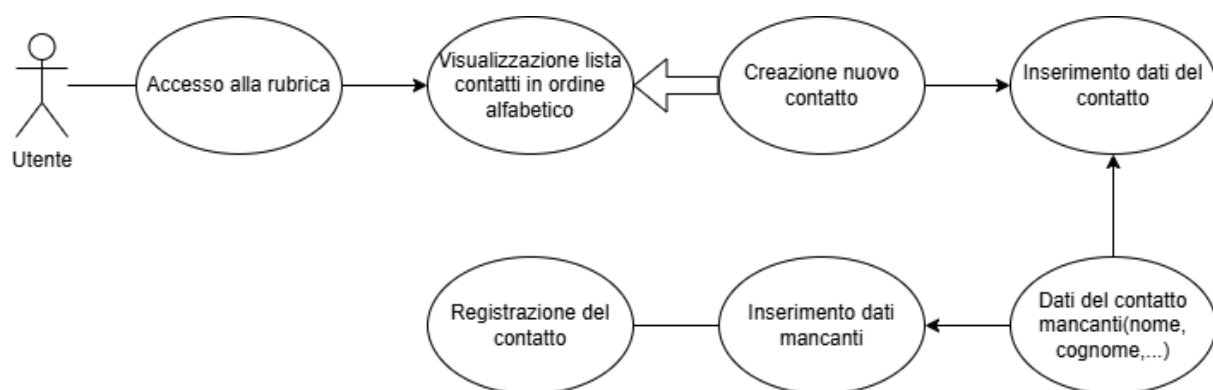 Utente
Accesso alla rubrica
Visualizzazione lista
contatti in ordine
alfabetico
Creazione nuovo
contatto
Inserimento dati del
contatto
Registrazione del
contatto
Inserimento dati
mancanti
Dati del contatto
mancanti(nome,
cognome,...)